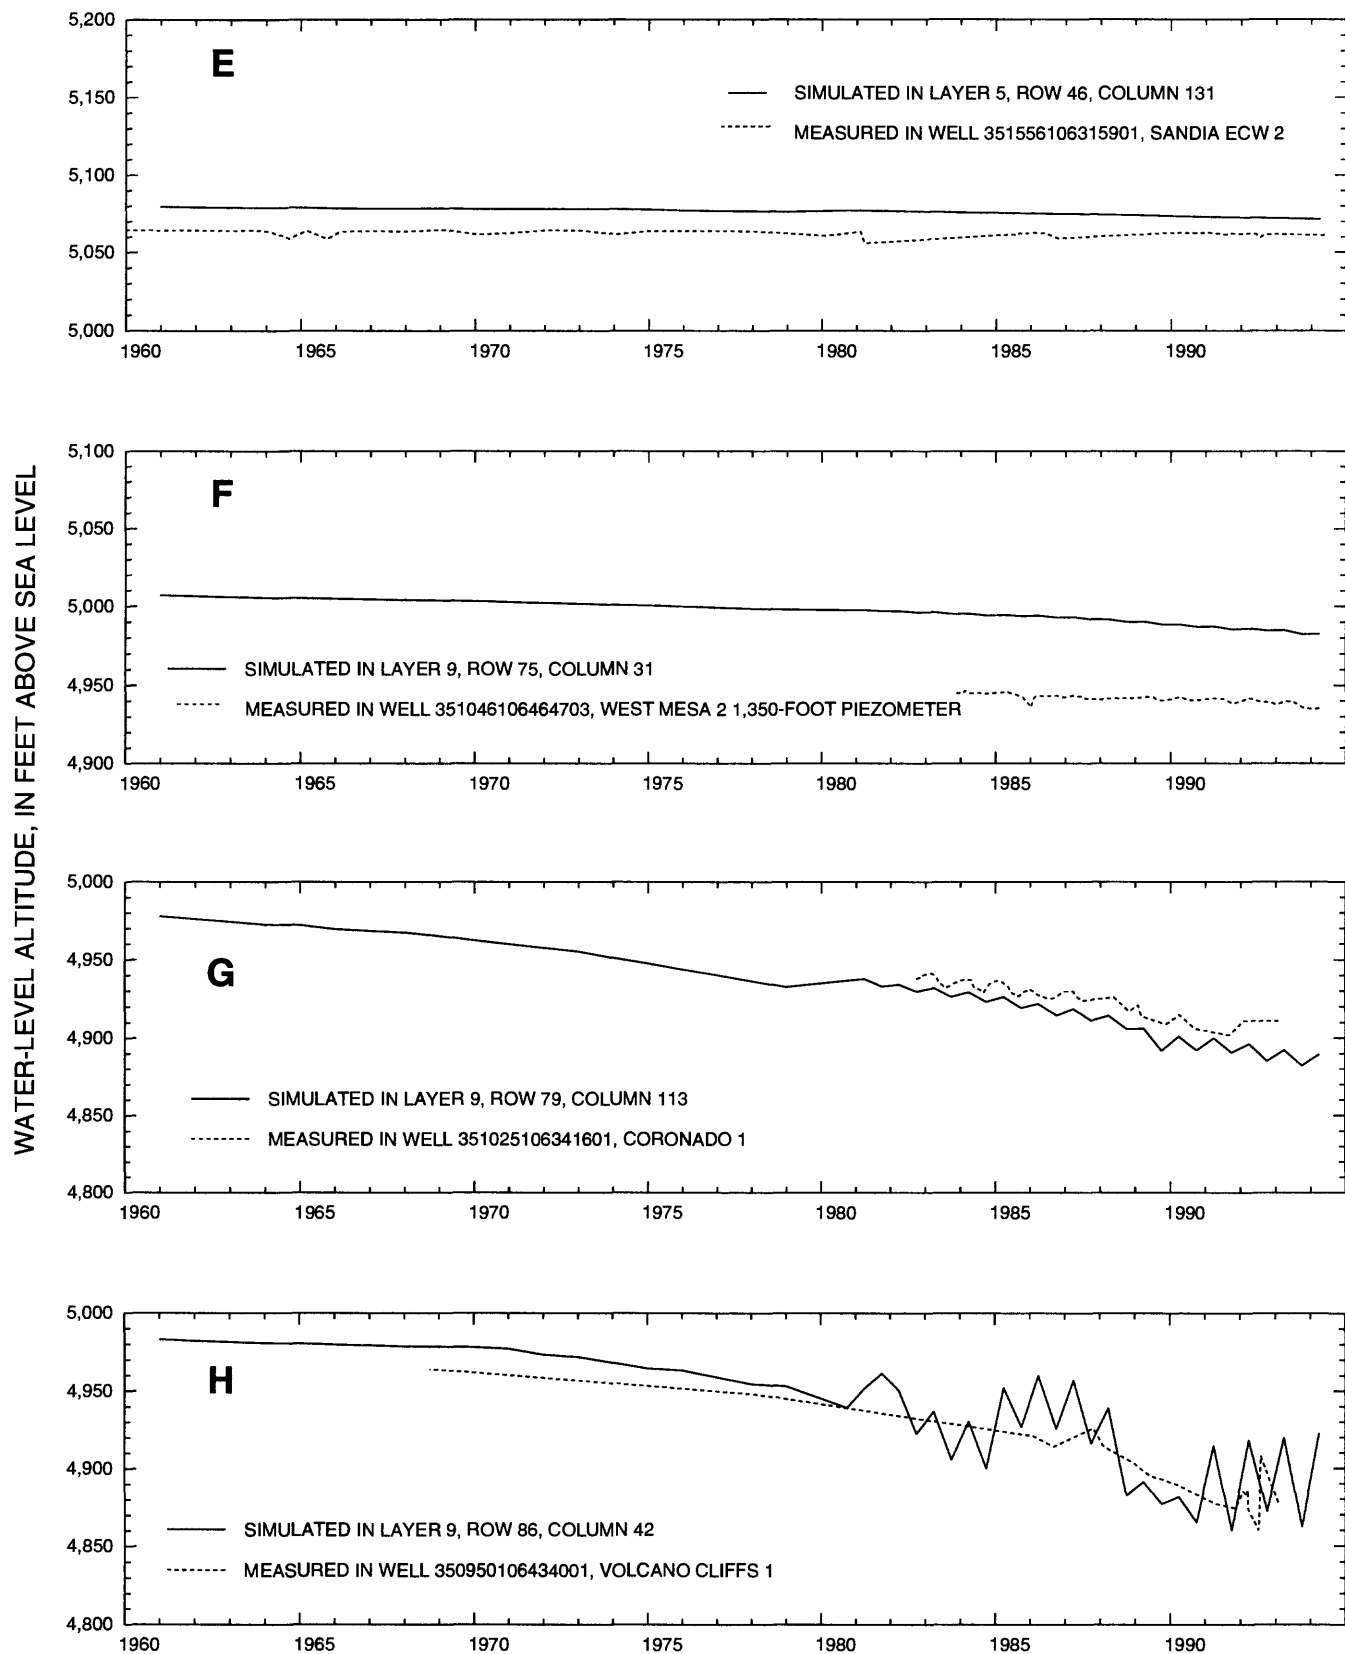 WATER-LEVEL ALTITUDE, IN FEET ABOVE SEA LEVEL
5,200
E
SIMULATED IN LAYER 5, ROW 46, COLUMN 131
5,150
MEASURED IN WELL 351556106315901, SANDIA ECW 2
5,100
5,050
5,000
1960 1965 1970 1975 1980 1985 1990
5,100
F
5,050
5,000
SIMULATED IN LAYER 9, ROW 75, COLUMN 31
4,950
MEASURED IN WELL 351046106464703, WEST MESA 2 1,350-FOOT PIEZOMETER
4,900
1960 1965 1970 1975 1980 1985 1990
5,000
4,950
G
4,900
SIMULATED IN LAYER 9, ROW 79, COLUMN 113
4,850
MEASURED IN WELL 351025106341601, CORONADO 1
4,800
1960 1965 1970 1975 1980 1985 1990
5,000
H
4,950
4,900
SIMULATED IN LAYER 9, ROW 86, COLUMN 42
4,850
MEASURED IN WELL 350950106434001, VOLCANO CLIFFS 1
4,800
1960 1965 1970 1975 1980 1985 1990